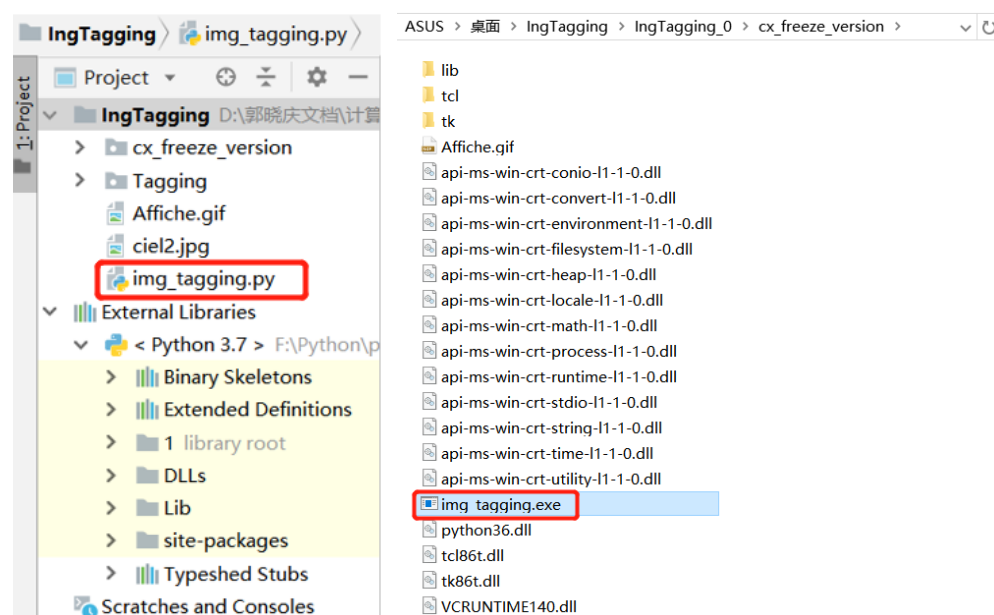 IngTagging img_tagging.py
1: Project
Project
IngTagging D:\郭晓庆文档\计算
cx_freeze_version
Tagging
Affiche.gif
ciel2.jpg
img_tagging.py
External Libraries
< Python 3.7 > F:\Python\p
Binary Skeletons
Extended Definitions
1 library root
DLLs
Lib
site-packages
Typeshed Stubs
Scratches and Consoles
ASUS > 桌面 > IngTagging > IngTagging_0 > cx_freeze_version >
lib
tcl
tk
Affiche.gif
api-ms-win-crt-conio-l1-1-0.dll
api-ms-win-crt-convert-l1-1-0.dll
api-ms-win-crt-environment-l1-1-0.dll
api-ms-win-crt-filesystem-l1-1-0.dll
api-ms-win-crt-heap-l1-1-0.dll
api-ms-win-crt-locale-l1-1-0.dll
api-ms-win-crt-math-l1-1-0.dll
api-ms-win-crt-process-l1-1-0.dll
api-ms-win-crt-runtime-l1-1-0.dll
api-ms-win-crt-stdio-l1-1-0.dll
api-ms-win-crt-string-l1-1-0.dll
api-ms-win-crt-time-l1-1-0.dll
api-ms-win-crt-utility-l1-1-0.dll
img_tagging.exe
python36.dll
tcl86t.dll
tk86t.dll
VCRUNTIME140.dll